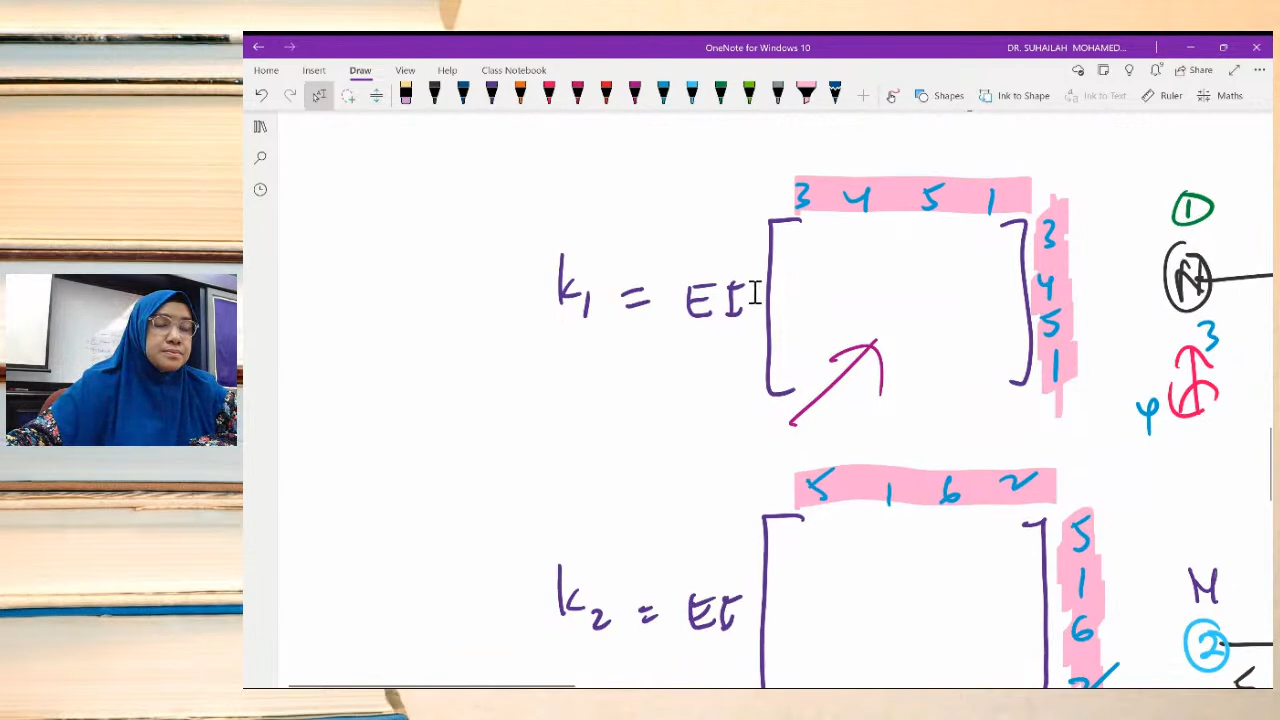 OneNote for Windows 10
DR. SUHAILAH MOHAMED...
Home Insert Draw View Help Class Notebook
Share
Shapes Ink to Shape Ink to Text Ruler Maths
3 4 5 1
k1 = EI
3
4
5
1
1
N
3
4
5 1 6 2
k2 = EI
5
1
6
2
M
2